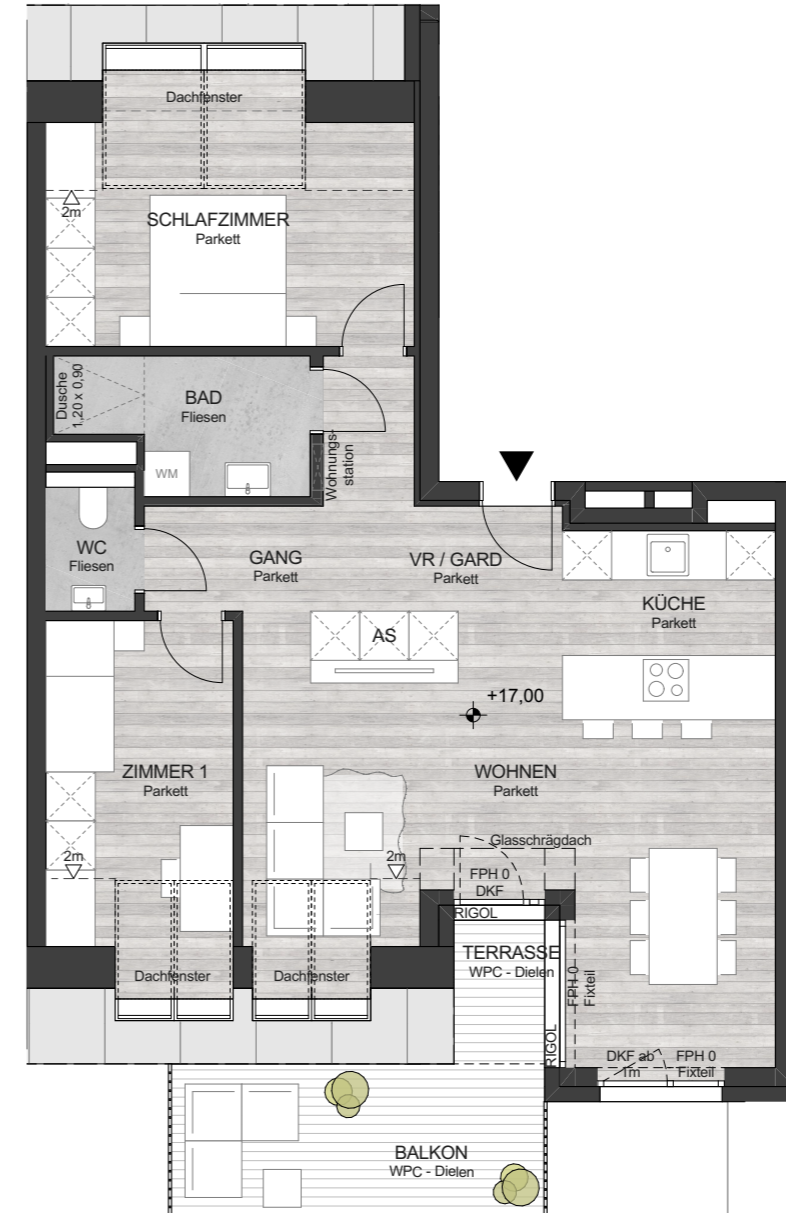 Dachfenster
2m
SCHLAFZIMMER
Parkett
Dusche
1,20 x 0,90
BAD
Fliesen
WM
Wohnungs-
station
WC
Fliesen
GANG
Parkett
VR / GARD
Parkett
KÜCHE
Parkett
AS
+17,00
ZIMMER 1
Parkett
WOHNEN
Parkett
2m
2m
Glasschrägdach
FPH 0
DKF
RIGOL
TERRASSE
WPC - Dielen
FPH 0
Fixteil
RIGOL
Dachfenster
Dachfenster
DKF ab
1m
FPH 0
Fixteil
BALKON
WPC - Dielen